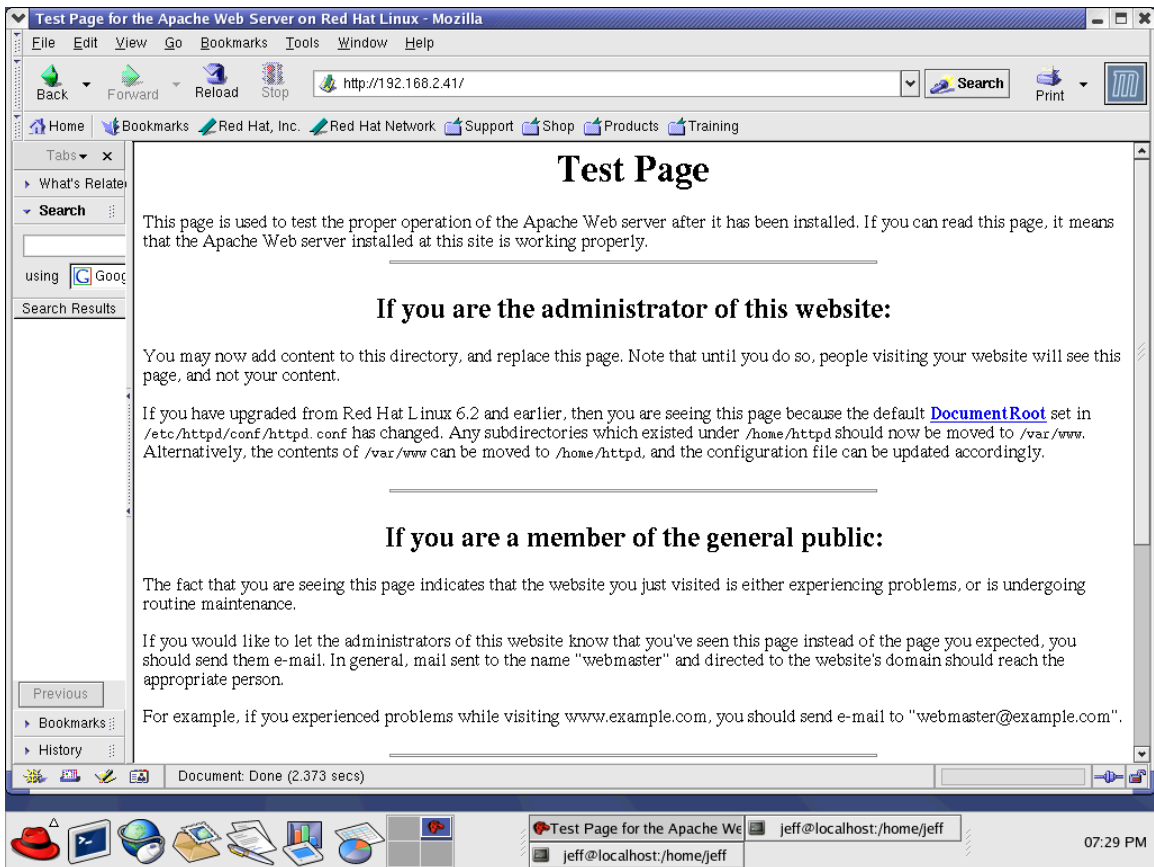 Test Page for the Apache Web Server on Red Hat Linux - Mozilla
File Edit View Go Bookmarks Tools Window Help
Back Forward Reload Stop http://192.168.2.41/ Search Print
Home Bookmarks Red Hat, Inc. Red Hat Network Support Shop Products Training
Tabs
What's Relate
Search
using G Goog
Search Results
Previous
Bookmarks
History
Test Page
This page is used to test the proper operation of the Apache Web server after it has been installed. If you can read this page, it means
that the Apache Web server installed at this site is working properly.
If you are the administrator of this website:
You may now add content to this directory, and replace this page. Note that until you do so, people visiting your website will see this
page, and not your content.
If you have upgraded from Red Hat Linux 6.2 and earlier, then you are seeing this page because the default DocumentRoot set in
/etc/httpd/conf/httpd.conf has changed. Any subdirectories which existed under /home/httpd should now be moved to /var/www.
Alternatively, the contents of /var/www can be moved to /home/httpd, and the configuration file can be updated accordingly.
If you are a member of the general public:
The fact that you are seeing this page indicates that the website you just visited is either experiencing problems, or is undergoing
routine maintenance.
If you would like to let the administrators of this website know that you've seen this page instead of the page you expected, you
should send them e-mail. In general, mail sent to the name "webmaster" and directed to the website's domain should reach the
appropriate person.
For example, if you experienced problems while visiting www.example.com, you should send e-mail to "webmaster@example.com".
Document: Done (2.373 secs)
Test Page for the Apache We jeff@localhost:/home/jeff
jeff@localhost:/home/jeff
07:29 PM